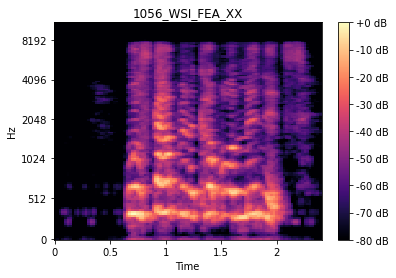 1056_WSI_FEA_XX
Hz
8192
4096
2048
1024
512
0
0
0.5
1
1.5
2
Time
+0 dB
-10 dB
-20 dB
-30 dB
-40 dB
-50 dB
-60 dB
-70 dB
-80 dB